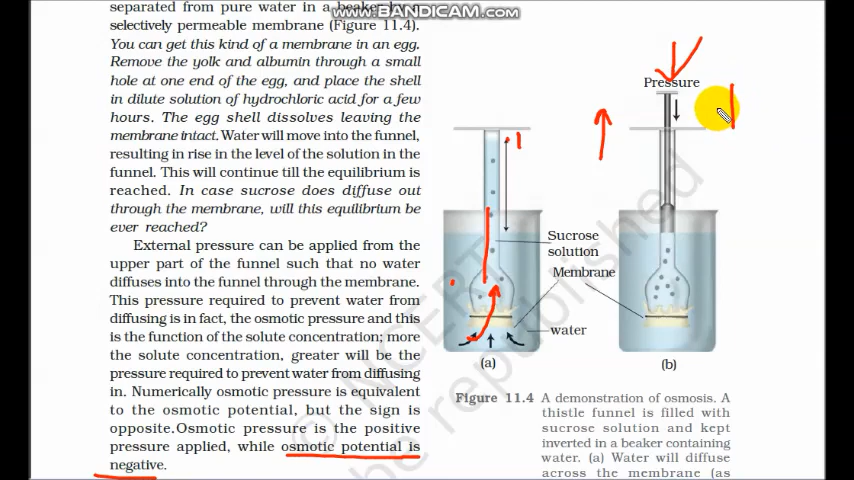 separated from pure water in a beaker by a
www.BANDICAM.com
selectively permeable membrane (Figure 11.4).
You can get this kind of a membrane in an egg.
Remove the yolk and albumin through a small
hole at one end of the egg, and place the shell
in dilute solution of hydrochloric acid for a few
hours. The egg shell dissolves leaving the
membrane intact. Water will move into the funnel,
resulting in rise in the level of the solution in the
funnel. This will continue till the equilibrium is
reached. In case sucrose does diffuse out
through the membrane, will this equilibrium be
ever reached?
External pressure can be applied from the
upper part of the funnel such that no water
diffuses into the funnel through the membrane.
This pressure required to prevent water from
diffusing is in fact, the osmotic pressure and this
is the function of the solute concentration; more
the solute concentration, greater will be the
pressure required to prevent water from diffusing
in. Numerically osmotic pressure is equivalent
to the osmotic potential, but the sign is
opposite.Osmotic pressure is the positive
pressure applied, while osmotic potential is
negative.
Pressure
Sucrose
solution
Membrane
water
(a)
(b)
Figure 11.4 A demonstration of osmosis. A
thistle funnel is filled with
sucrose solution and kept
inverted in a beaker containing
water. (a) Water will diffuse
across the membrane (as
© NCERT
be republished